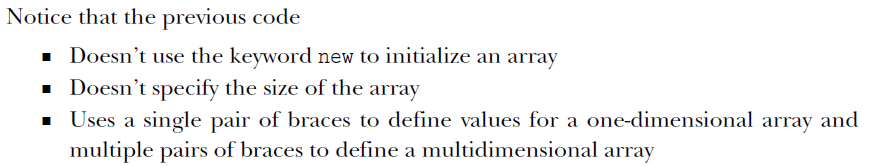 Notice that the previous code
■ Doesn’t use the keyword new to initialize an array
■ Doesn’t specify the size of the array
■ Uses a single pair of braces to define values for a one-dimensional array and
multiple pairs of braces to define a multidimensional array